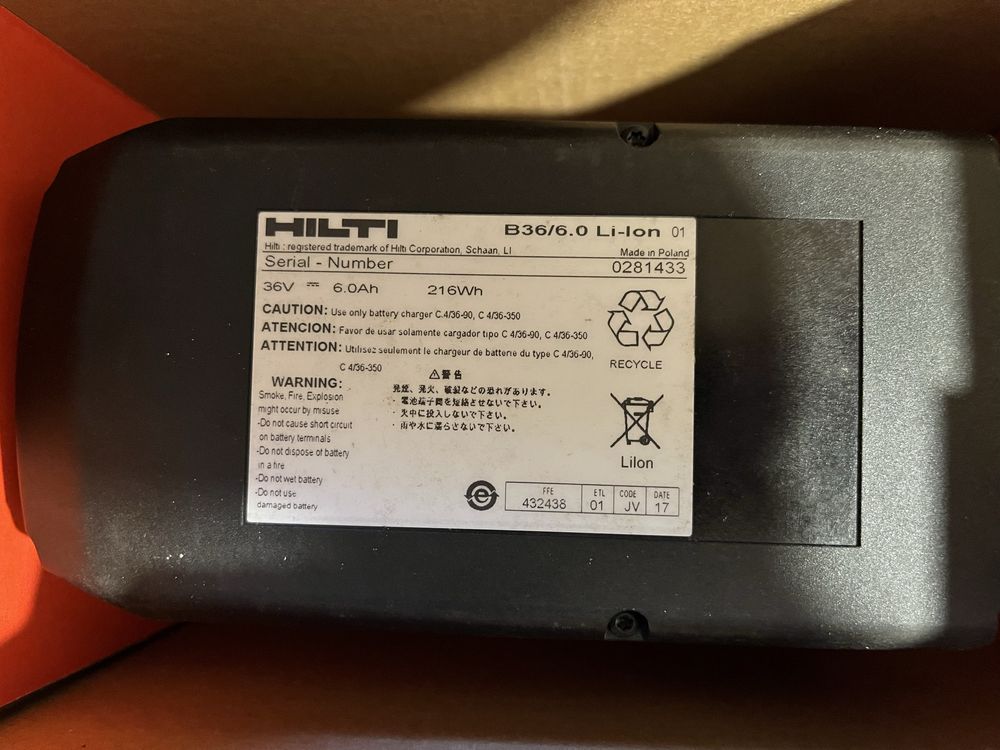 HILTI
B36/6.0 Li-Ion 01
Hilti : registered trademark of Hilti Corporation, Schaan, LI
Made in Poland
Serial - Number
0281433
36V ⎓ 6.0Ah 216Wh
CAUTION: Use only battery charger C.4/36-90, C 4/36-350
ATENCION: Favor de usar solamente cargador tipo C 4/36-90, C 4/36-350
ATTENTION: Utilisez seulement le chargeur de batterie du type C 4/36-90,
C 4/36-350
RECYCLE
WARNING:
Smoke, Fire, Explosion
might occur by misuse
-Do not cause short circuit
on battery terminals
-Do not dispose of battery
in a fire
-Do not wet battery
-Do not use
damaged battery
⚠警告
発煙、発火、破裂などの恐れがあります。
・電池端子間を短絡させないで下さい。
・火中に投入しないで下さい。
・雨や水に濡らさないで下さい。
LiIon
FFE ETL CODE DATE
432438 01 JV 17